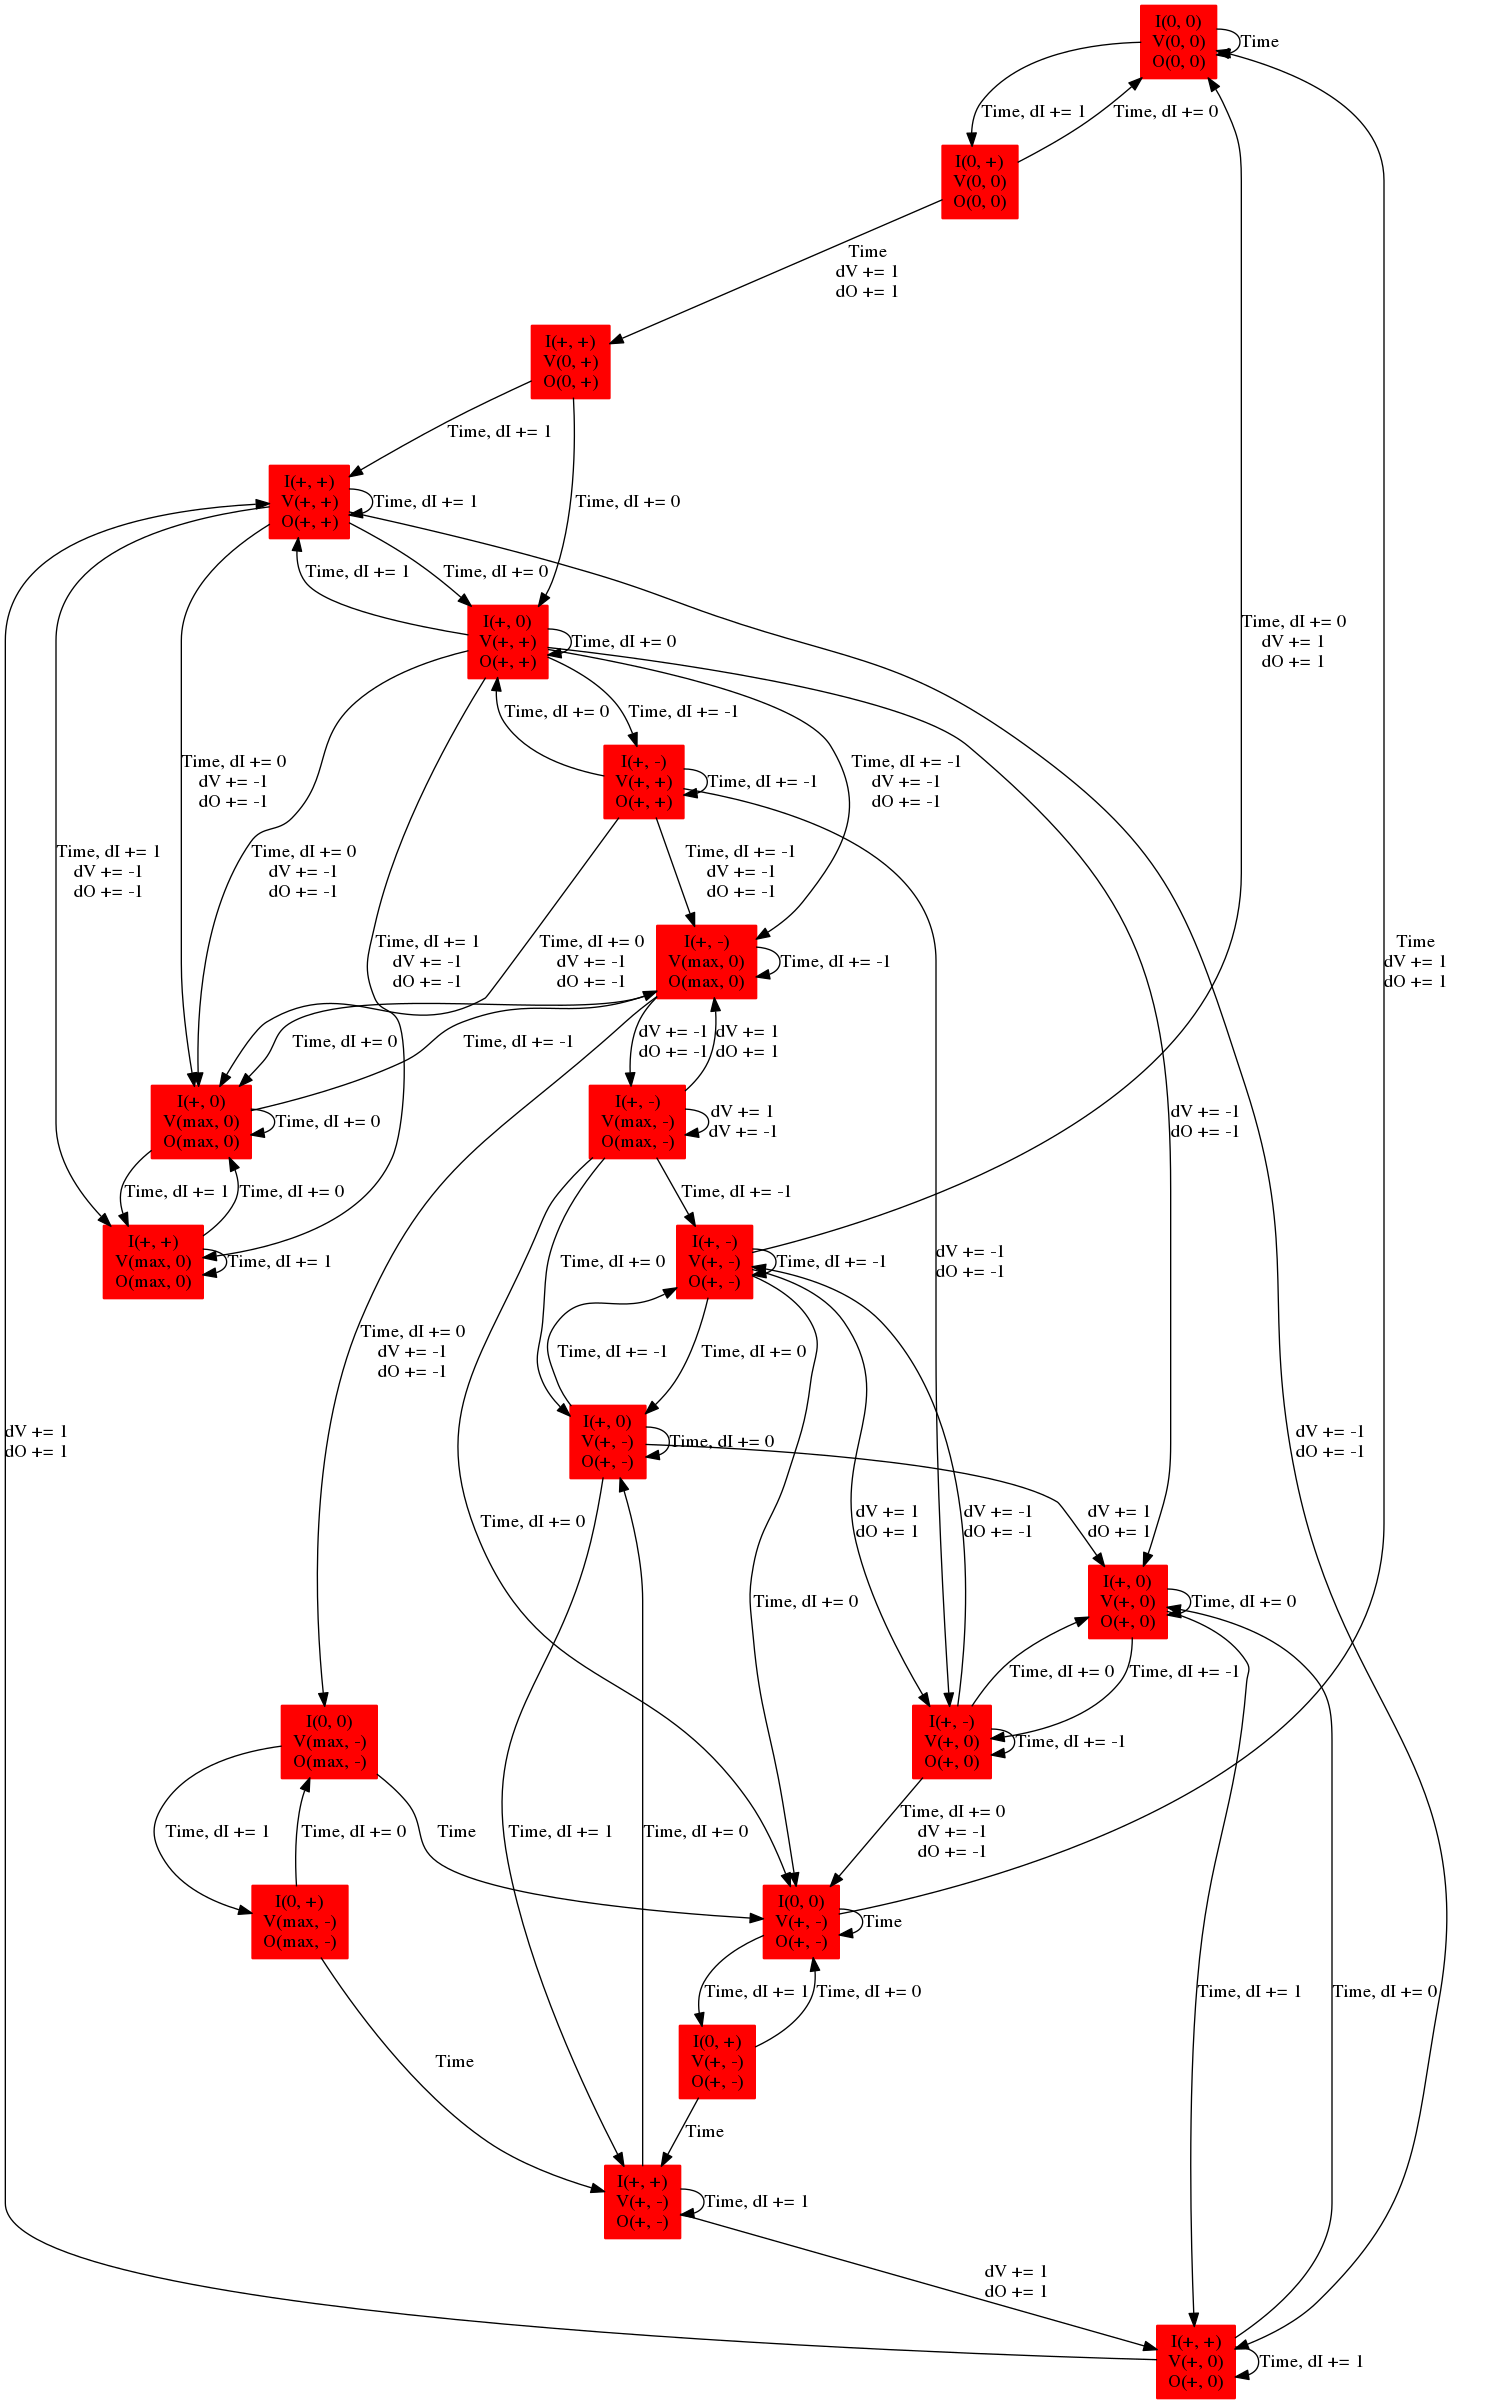 I(0, 0)
V(0, 0)
O(0, 0)
Time
Time, dI += 1
Time, dI += 0
I(0, +)
V(0, 0)
O(0, 0)
Time
dV += 1
dO += 1
I(+, +)
V(0, +)
O(0, +)
Time, dI += 1
Time, dI += 0
I(+, +)
V(+, +)
O(+, +)
Time, dI += 1
Time, dI += 1
Time, dI += 0
I(+, 0)
V(+, +)
O(+, +)
Time, dI += 0
Time, dI += 0
dV += 1
dO += 1
Time, dI += 0
Time, dI += -1
I(+, -)
V(+, +)
O(+, +)
Time, dI += -1
Time, dI += 0
dV += -1
dO += -1
Time, dI += -1
dV += -1
dO += -1
Time, dI += 1
dV += -1
dO += -1
Time, dI += 0
dV += -1
dO += -1
Time, dI += -1
dV += -1
dO += -1
Time, dI += 1
dV += -1
dO += -1
Time, dI += 0
dV += -1
dO += -1
I(+, -)
V(max, 0)
O(max, 0)
Time, dI += -1
Time
dV += 1
dO += 1
Time, dI += 0
Time, dI += -1
dV += -1
dO += -1
dV += 1
dO += 1
I(+, 0)
V(max, 0)
O(max, 0)
Time, dI += 0
I(+, -)
V(max, -)
O(max, -)
dV += 1
dV += -1
dV += -1
dO += -1
Time, dI += 1
Time, dI += 0
Time, dI += -1
I(+, +)
V(max, 0)
O(max, 0)
Time, dI += 1
Time, dI += 0
I(+, -)
V(+, -)
O(+, -)
Time, dI += -1
dV += -1
dO += -1
Time, dI += 0
dV += -1
dO += -1
Time, dI += -1
Time, dI += 0
dV += 1
dO += 1
I(+, 0)
V(+, -)
O(+, -)
Time, dI += 0
dV += -1
dO += -1
Time, dI += 0
dV += 1
dO += 1
dV += -1
dO += -1
dV += 1
dO += 1
Time, dI += 0
I(+, 0)
V(+, 0)
O(+, 0)
Time, dI += 0
Time, dI += 0
Time, dI += -1
I(0, 0)
V(max, -)
O(max, -)
I(+, -)
V(+, 0)
O(+, 0)
Time, dI += -1
Time, dI += 1
Time, dI += 0
Time
Time, dI += 1
Time, dI += 0
Time, dI += 0
dV += -1
dO += -1
I(0, +)
V(max, -)
O(max, -)
I(0, 0)
V(+, -)
O(+, -)
Time
Time, dI += 1
Time, dI += 0
Time, dI += 1
Time, dI += 0
Time
I(0, +)
V(+, -)
O(+, -)
Time
I(+, +)
V(+, -)
O(+, -)
Time, dI += 1
dV += 1
dO += 1
I(+, +)
V(+, 0)
O(+, 0)
Time, dI += 1